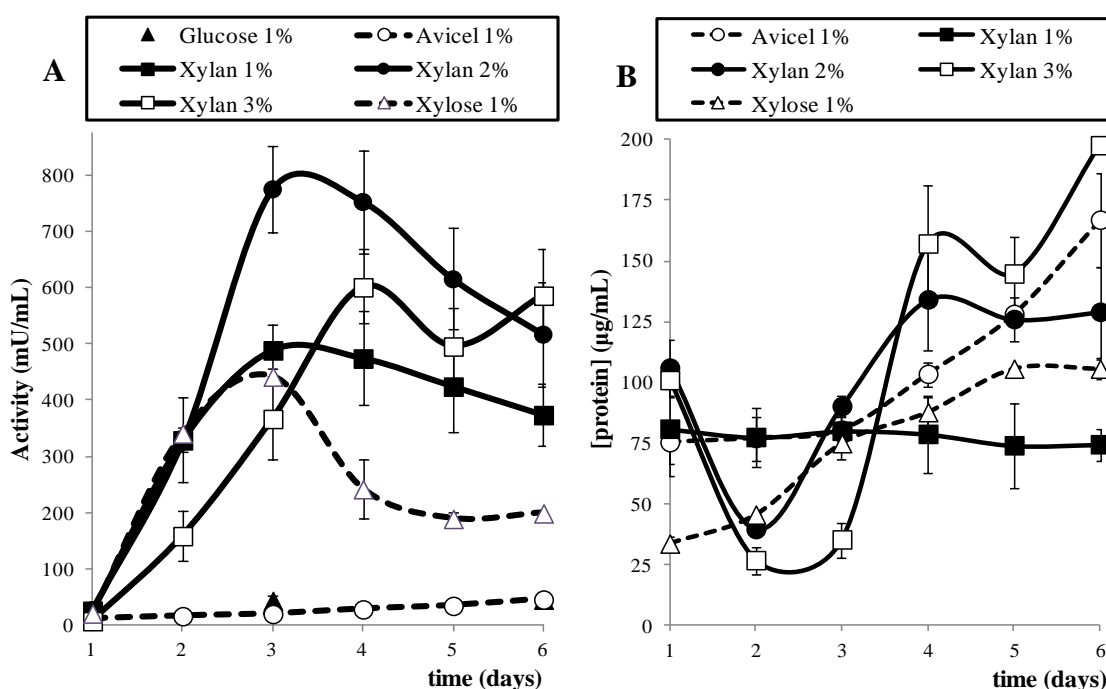 A
Glucose 1% Avicel 1%
Xylan 1% Xylan 2%
Xylan 3% Xylose 1%
800
700
600
500
400
300
200
100
0
Activity (mU/mL)
1 2 3 4 5 6
time (days)
B
Avicel 1% Xylan 1%
Xylan 2% Xylan 3%
Xylose 1%
200
175
150
125
100
75
50
25
0
[protein] (µg/mL)
1 2 3 4 5 6
time (days)